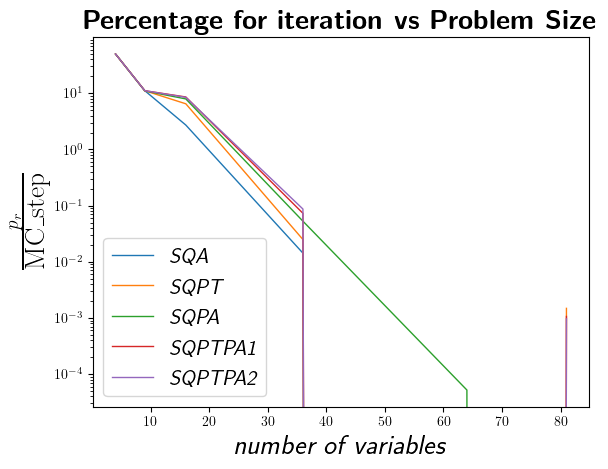 Percentage for iteration vs Problem Size
p_r
MC_step
10^1
10^0
10^-1
10^-2
10^-3
10^-4
SQA
SQPT
SQPA
SQPTPA1
SQPTPA2
10 20 30 40 50 60 70 80
number of variables